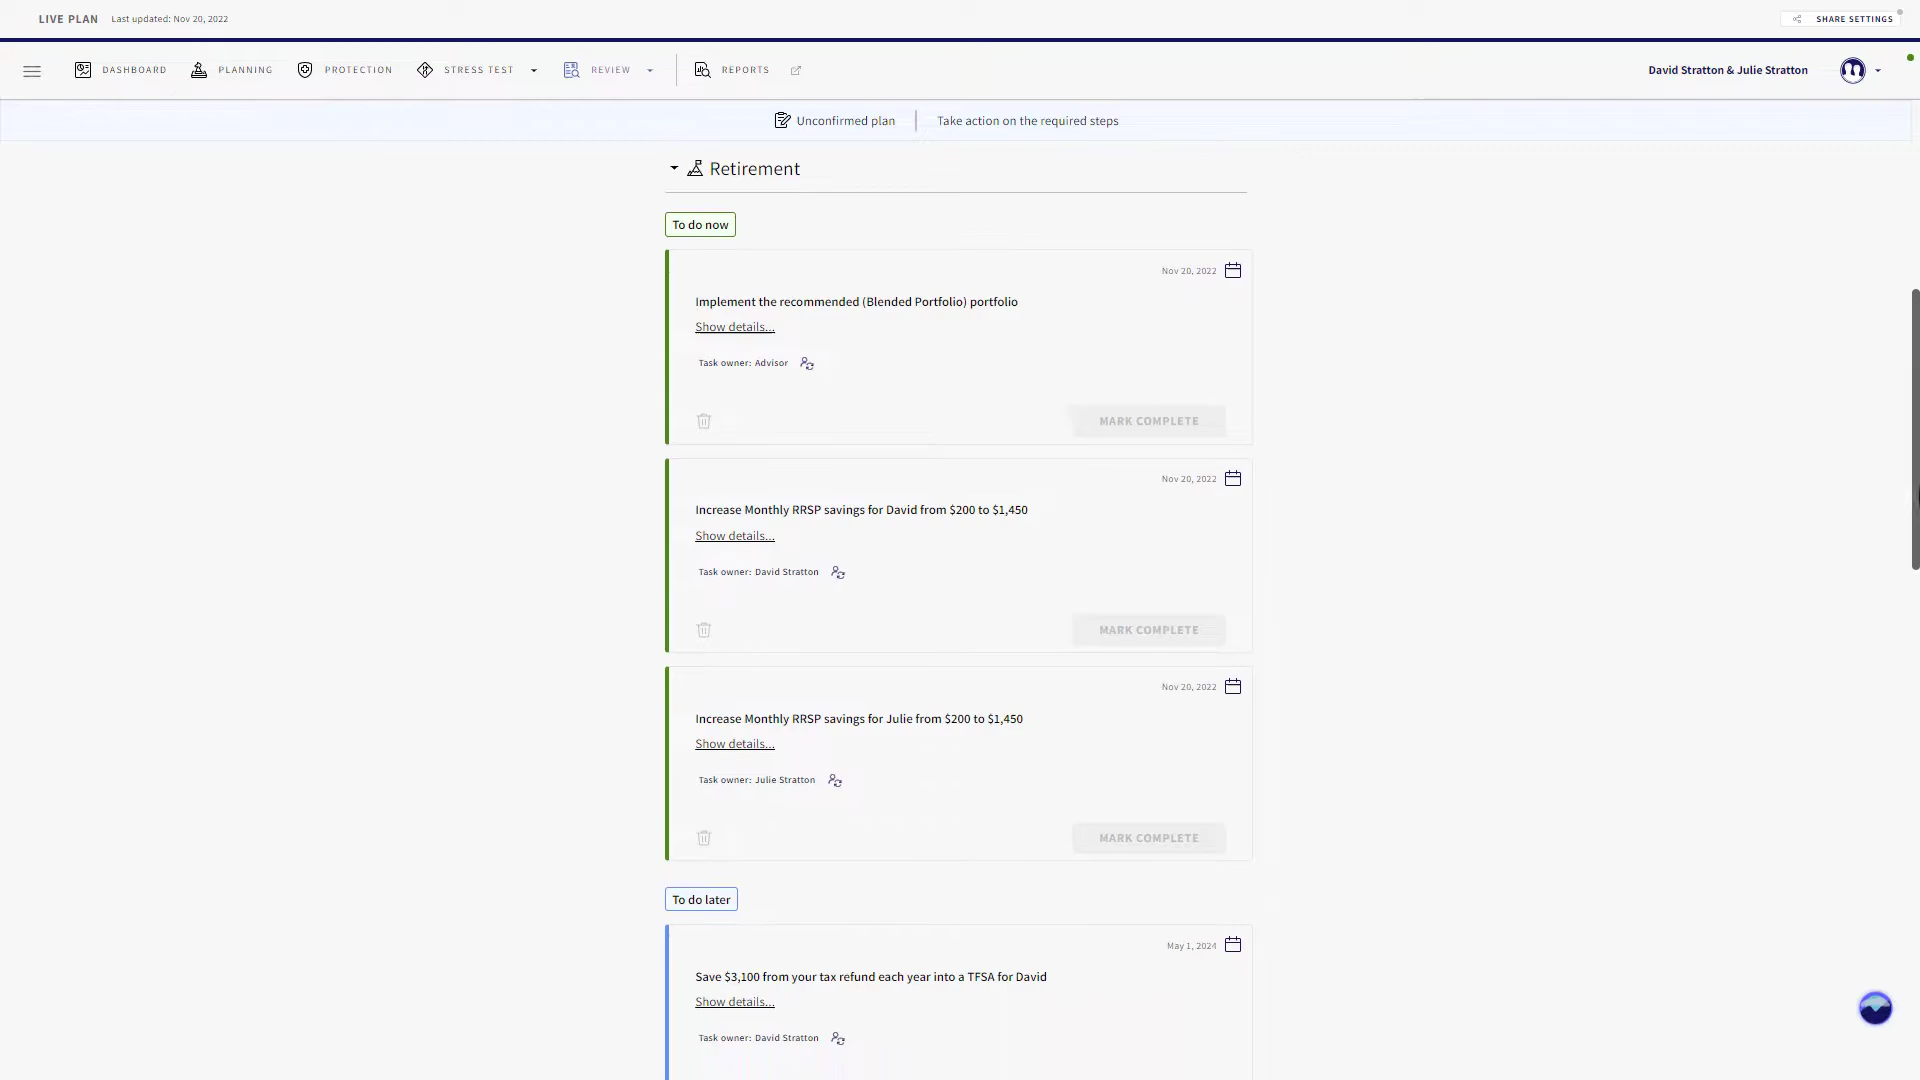 LIVE PLAN Last updated: Nov 20, 2022 SHARE SETTINGS
DASHBOARD PLANNING PROTECTION STRESS TEST REVIEW REPORTS David Stratton & Julie Stratton
Unconfirmed plan Take action on the required steps
Retirement
To do now
Nov 20, 2022
Implement the recommended (Blended Portfolio) portfolio
Show details...
Task owner: Advisor
MARK COMPLETE
Nov 20, 2022
Increase Monthly RRSP savings for David from $200 to $1,450
Show details...
Task owner: David Stratton
MARK COMPLETE
Nov 20, 2022
Increase Monthly RRSP savings for Julie from $200 to $1,450
Show details...
Task owner: Julie Stratton
MARK COMPLETE
To do later
May 1, 2024
Save $3,100 from your tax refund each year into a TFSA for David
Show details...
Task owner: David Stratton